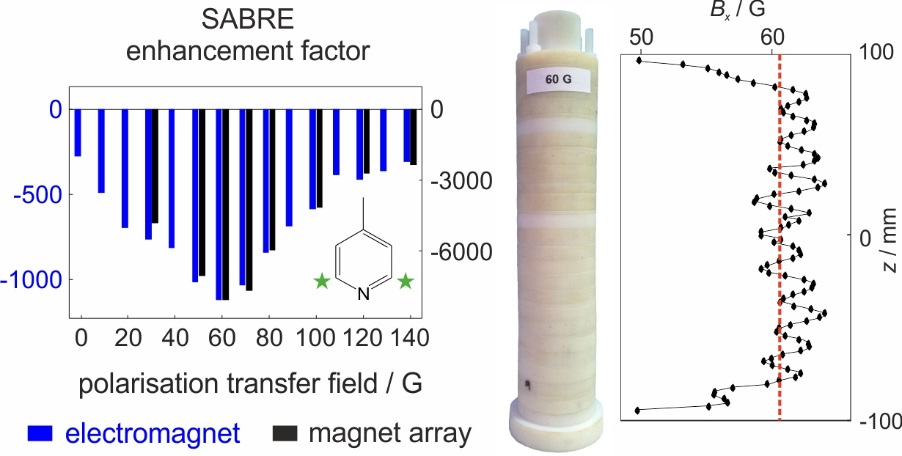 SABRE
enhancement factor
0
-500
-1000
0
-3000
-6000
N
0 20 40 60 80 100 120 140
polarisation transfer field / G
electromagnet
magnet array
60 G
Bx / G
50 60
100
0
-100
z / mm